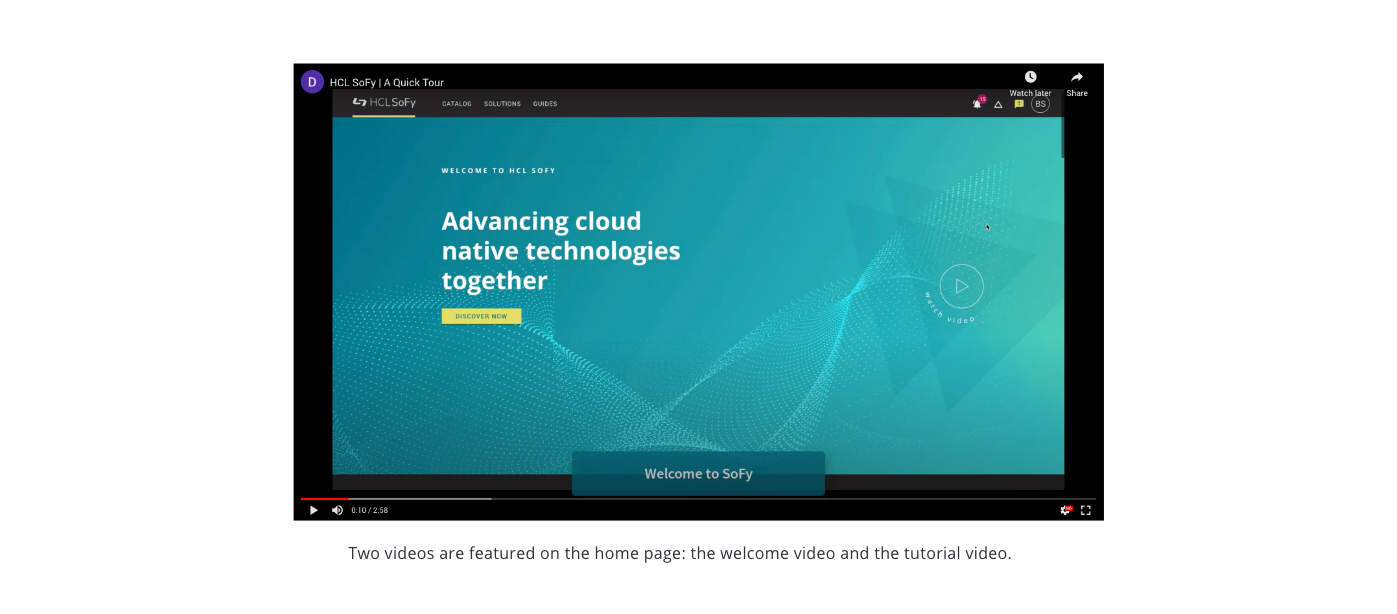 D
HCL SoFy | A Quick Tour
Watch later
Share
HCLSoFy
CATALOG
SOLUTIONS
GUIDES
15
BS
WELCOME TO HCL SOFY
Advancing cloud
native technologies
together
DISCOVER NOW
watch video
Welcome to SoFy
0:10 / 2:58
HD
Two videos are featured on the home page: the welcome video and the tutorial video.